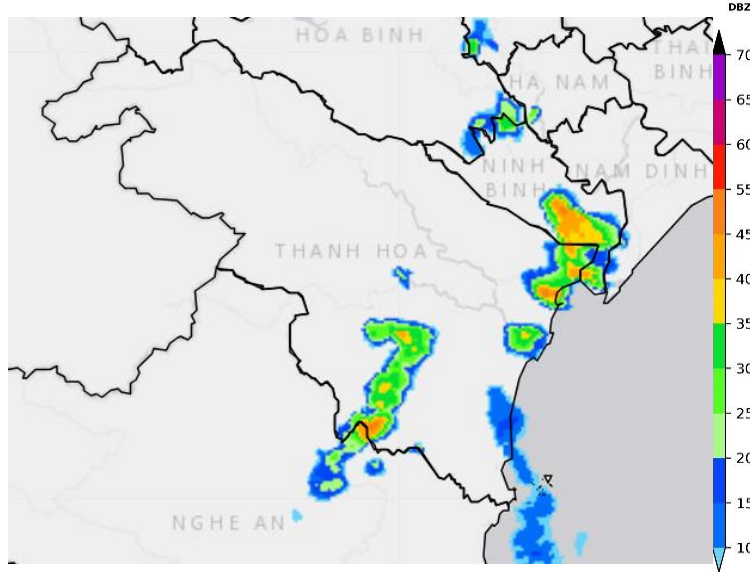 DBZ
HOA BINH
THAI
BINH
HA NAM
NINH
BINH
NAM DINH
THANH HOA
NGHE AN
70
65
60
55
50
45
40
35
30
25
20
15
10